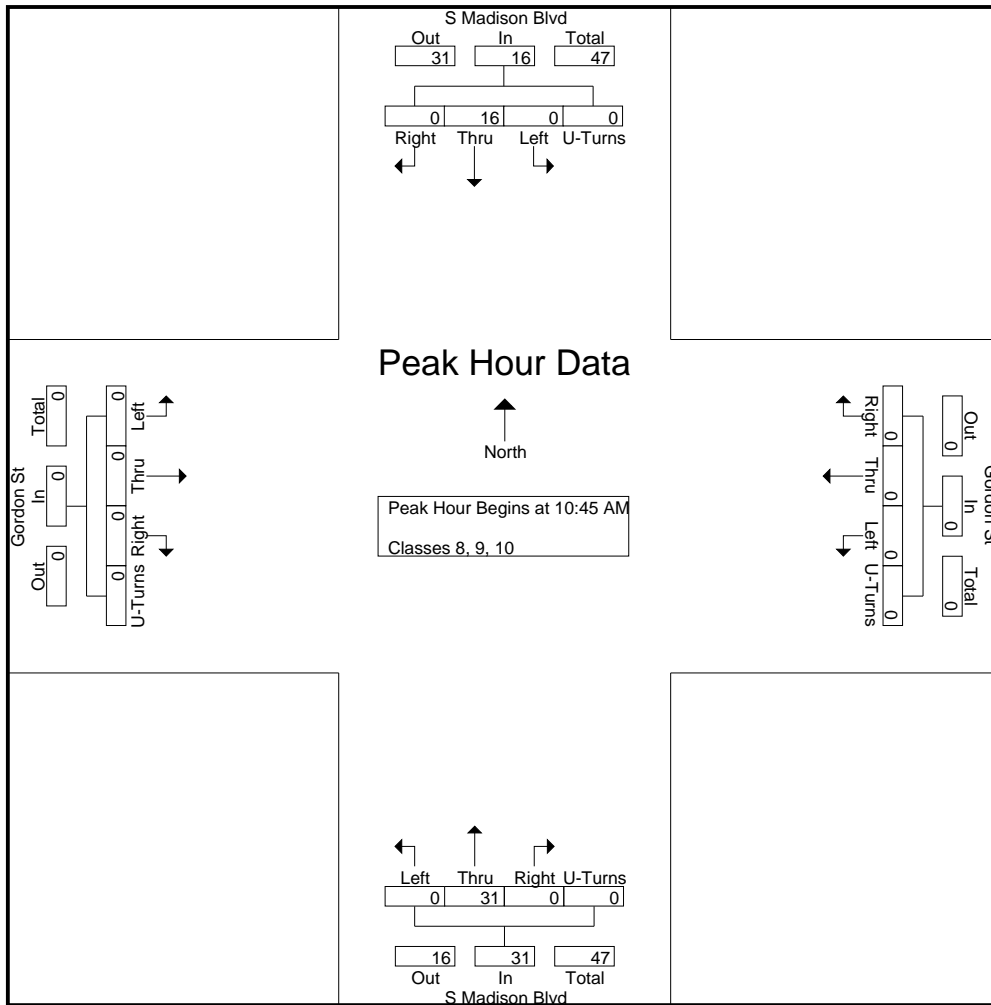 S Madison Blvd
Out In Total
31 16 47
0 16 0 0
Right Thru Left U-Turns
Peak Hour Data
North
Peak Hour Begins at 10:45 AM
Classes 8, 9, 10
Gordon St
Total In Out
0 0 0
0 0 0 0
Left Thru Right U-Turns
Right Thru Left U-Turns
0 0 0 0
Out In Total
0 0 0
Gordon St
Left Thru Right U-Turns
0 31 0 0
16 31 47
Out In Total
S Madison Blvd